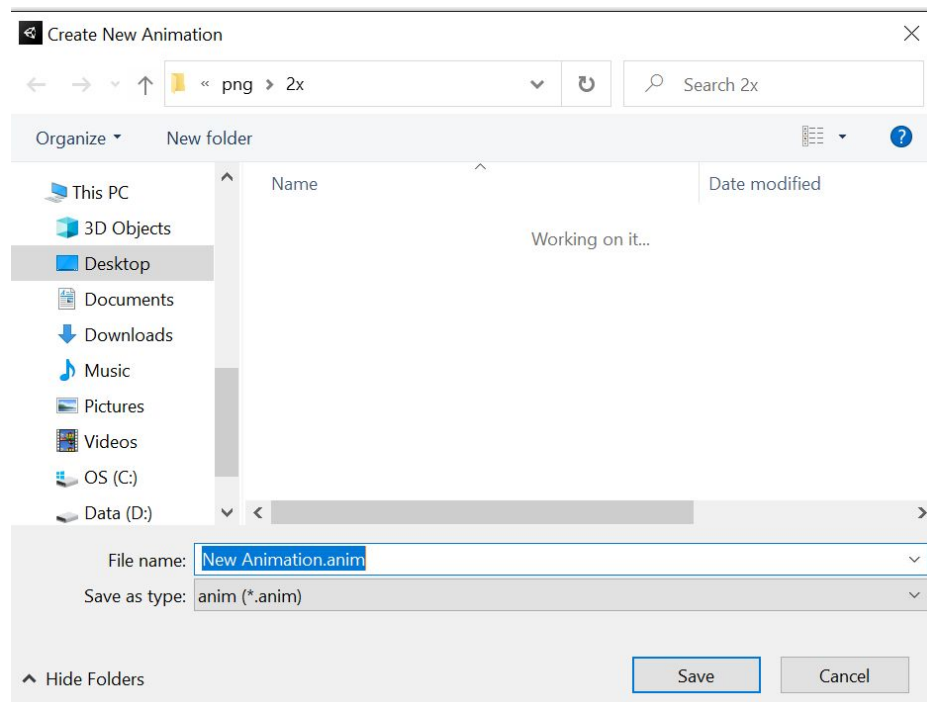 Create New Animation
« png > 2x
Search 2x
Organize
New folder
Name
Date modified
Working on it...
This PC
3D Objects
Desktop
Documents
Downloads
Music
Pictures
Videos
OS (C:)
Data (D:)
File name: New Animation.anim
Save as type: anim (*.anim)
Hide Folders
Save
Cancel